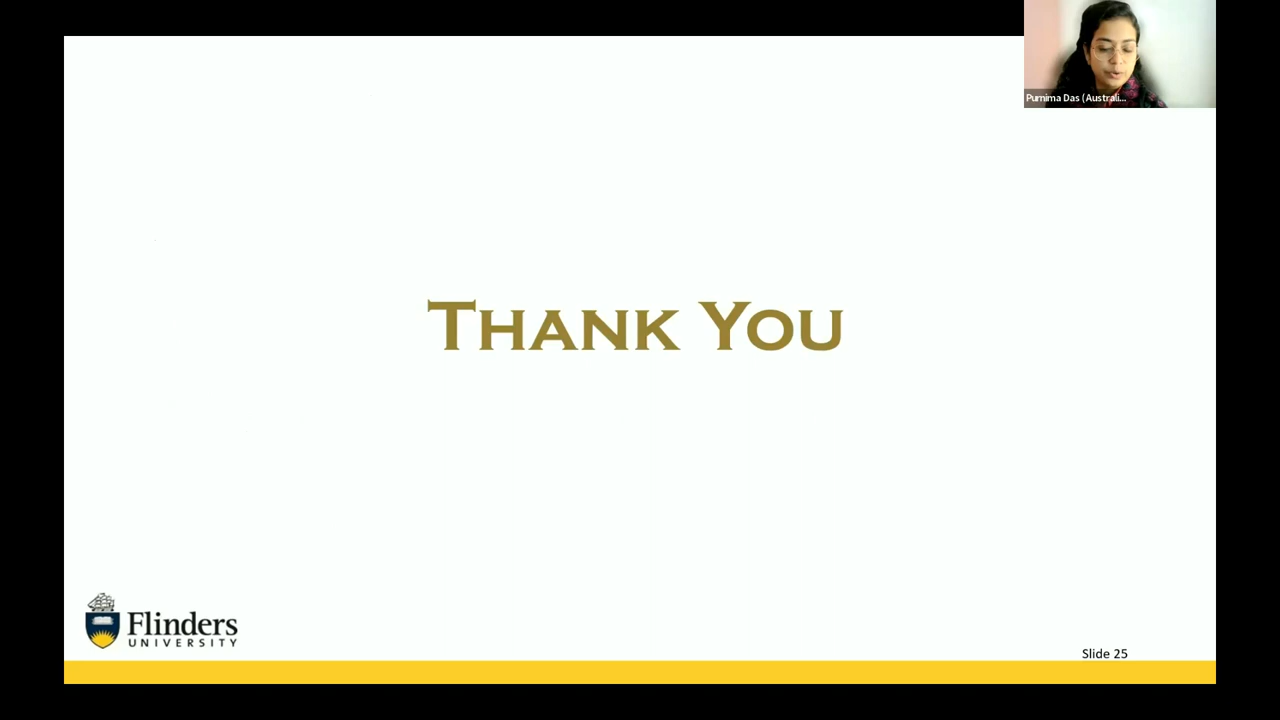 Purnima Das (Australi...
THANK YOU
Flinders
UNIVERSITY
Slide 25